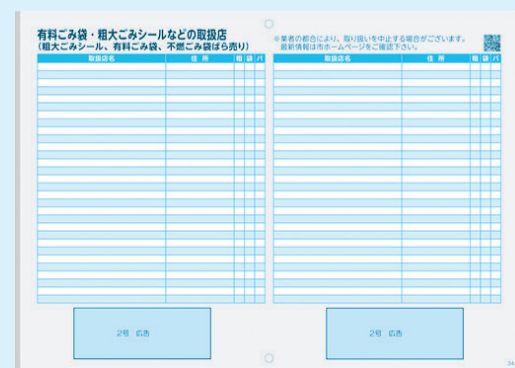 有料ごみ袋・粗大ごみシールなどの取扱店
(粗大ごみシール、有料ごみ袋、不燃ごみ袋ばら売り)
※業者の都合により、取り扱いを中止する場合がございます。
最新情報は市ホームページをご確認下さい。
取扱店名 住所 粗 袋 バ
取扱店名 住所 粗 袋 バ
2号 広告
2号 広告
34